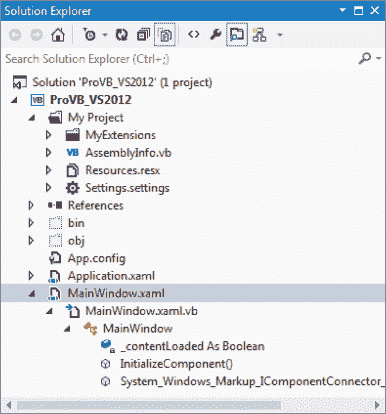 Solution Explorer
Search Solution Explorer (Ctrl+;)
Solution 'ProVB_VS2012' (1 project)
VB ProVB_VS2012
My Project
MyExtensions
VB AssemblyInfo.vb
Resources.resx
Settings.settings
References
bin
obj
App.config
Application.xaml
MainWindow.xaml
MainWindow.xaml.vb
MainWindow
_contentLoaded As Boolean
InitializeComponent()
System_Windows_Markup_IComponentConnector_